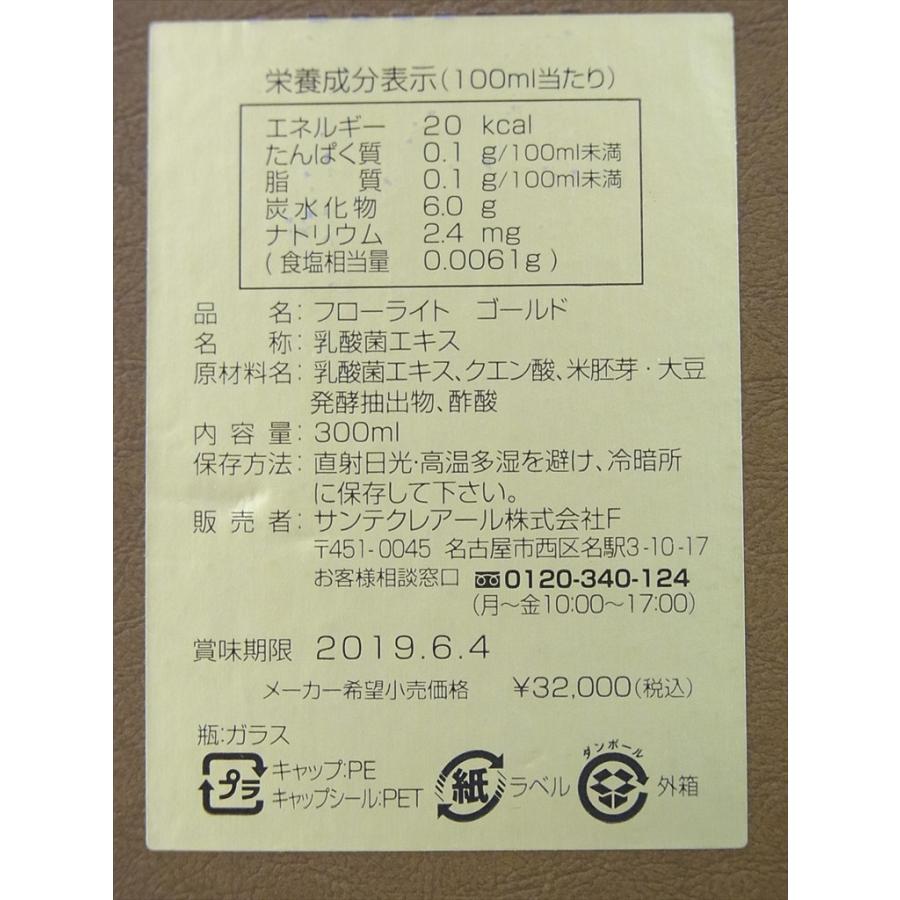 栄養成分表示(100ml当たり)
エネルギー 20 kcal
たんぱく質 0.1 g/100ml未満
脂質 0.1 g/100ml未満
炭水化物 6.0 g
ナトリウム 2.4 mg
(食塩相当量 0.0061g)
品名:フローライト ゴールド
名称:乳酸菌エキス
原材料名:乳酸菌エキス、クエン酸、米胚芽・大豆
発酵抽出物、酢酸
内容量:300ml
保存方法:直射日光・高温多湿を避け、冷暗所
に保存して下さい。
販売者:サンテクレアール株式会社F
〒451-0045 名古屋市西区名駅3-10-17
お客様相談窓口 0120-340-124
(月〜金10:00〜17:00)
賞味期限 2019.6.4
メーカー希望小売価格 ¥32,000(税込)
瓶:ガラス
プラ キャップ:PE
キャップシール:PET
紙 ラベル
ダンボール 外箱